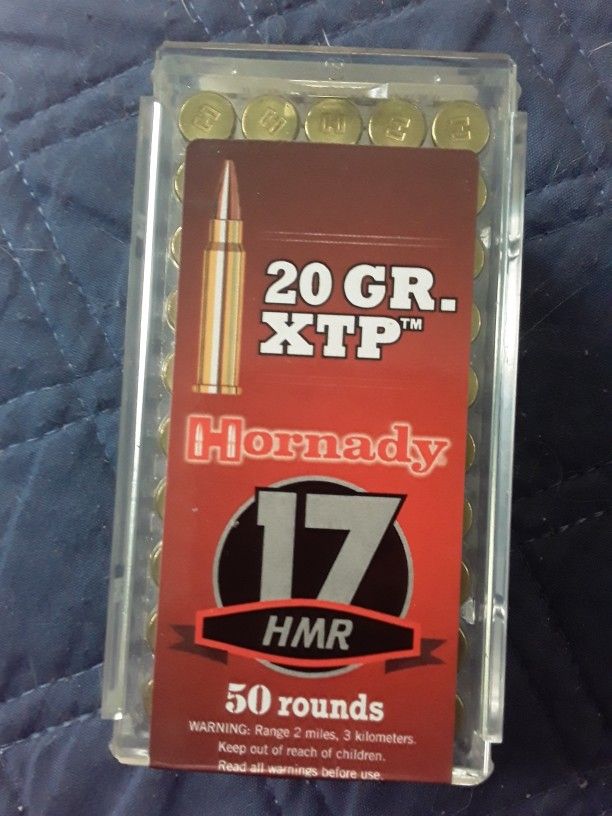 20 GR.
XTP™
Hornady
17
HMR
50 rounds
WARNING: Range 2 miles, 3 kilometers.
Keep out of reach of children.
Read all warnings before use.